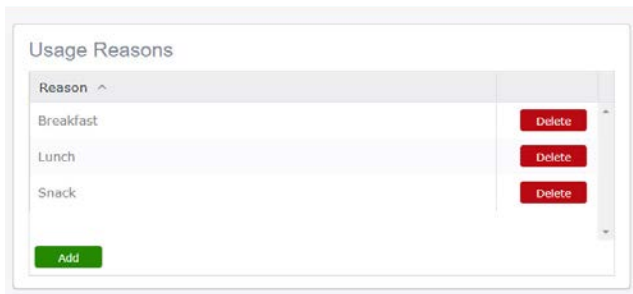 Usage Reasons
Reason
Breakfast Delete
Lunch Delete
Snack Delete
Add